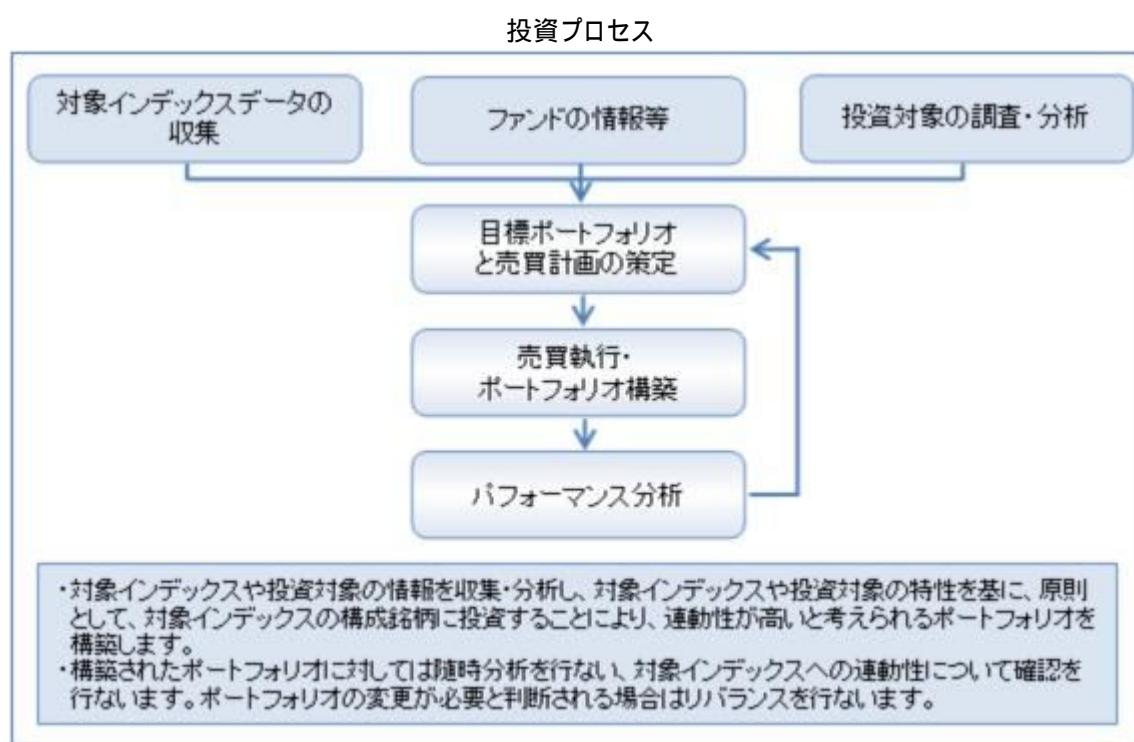 投資プロセス
対象インデックスデータの
収集
ファンドの情報等
投資対象の調査・分析
目標ポートフォリオ
と売買計画の策定
売買執行・
ポートフォリオ構築
パフォーマンス分析
・対象インデックスや投資対象の情報を収集・分析し、対象インデックスや投資対象の特性を基に、原則
として、対象インデックスの構成銘柄に投資することにより、連動性が高いと考えられるポートフォリオを
構築します。
・構築されたポートフォリオに対しては随時分析を行ない、対象インデックスへの連動性について確認を
行ないます。ポートフォリオの変更が必要と判断される場合はリバランスを行ないます。